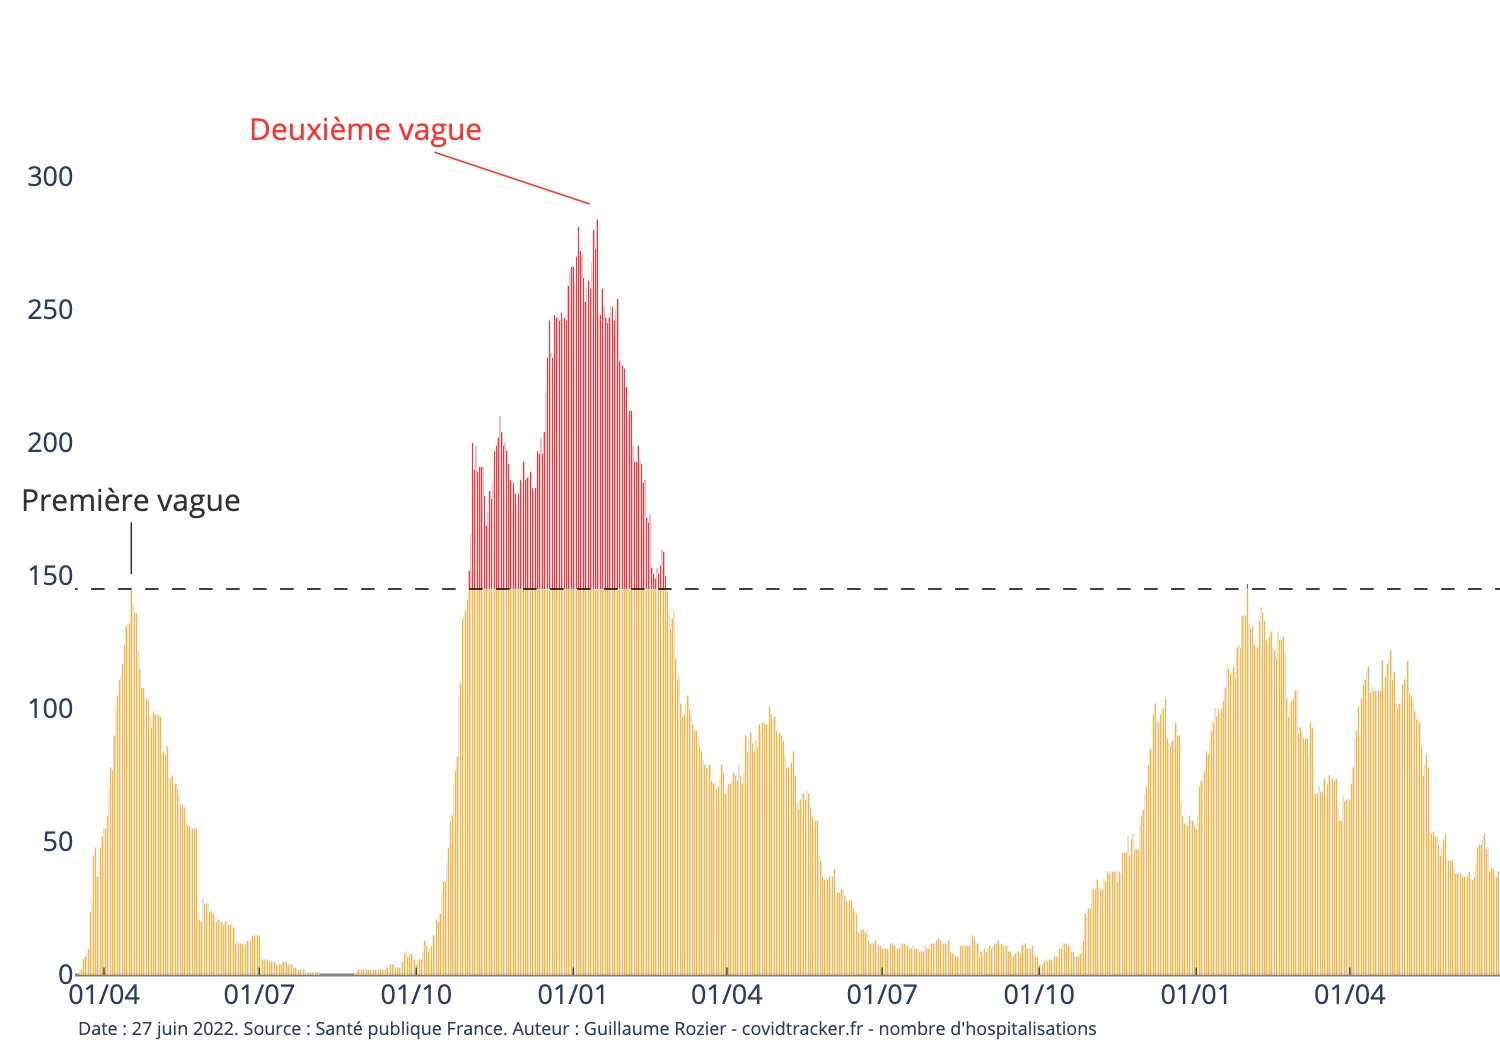 Deuxième vague
300
250
200
Première vague
150
100
50
0
01/04 01/07 01/10 01/01 01/04 01/07 01/10 01/01 01/04
Date : 27 juin 2022. Source : Santé publique France. Auteur : Guillaume Rozier - covidtracker.fr - nombre d'hospitalisations